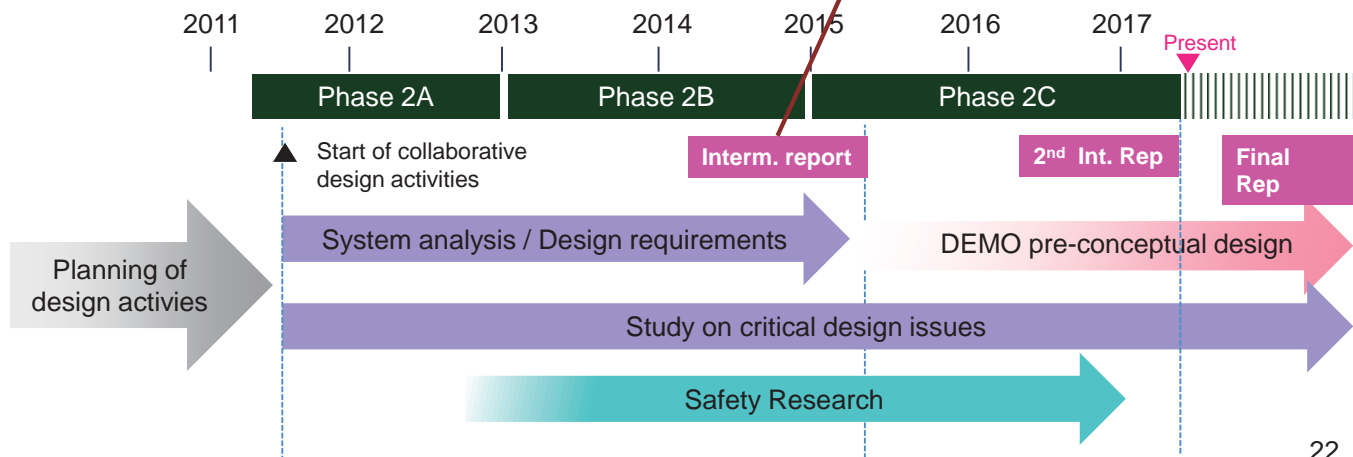 2011 2012 2013 2014 2015 2016 2017
Present
Phase 2A Phase 2B Phase 2C
Start of collaborative
design activities
Interm. report
2nd Int. Rep
Final
Rep
System analysis / Design requirements
DEMO pre-conceptual design
Planning of
design activies
Study on critical design issues
Safety Research
22